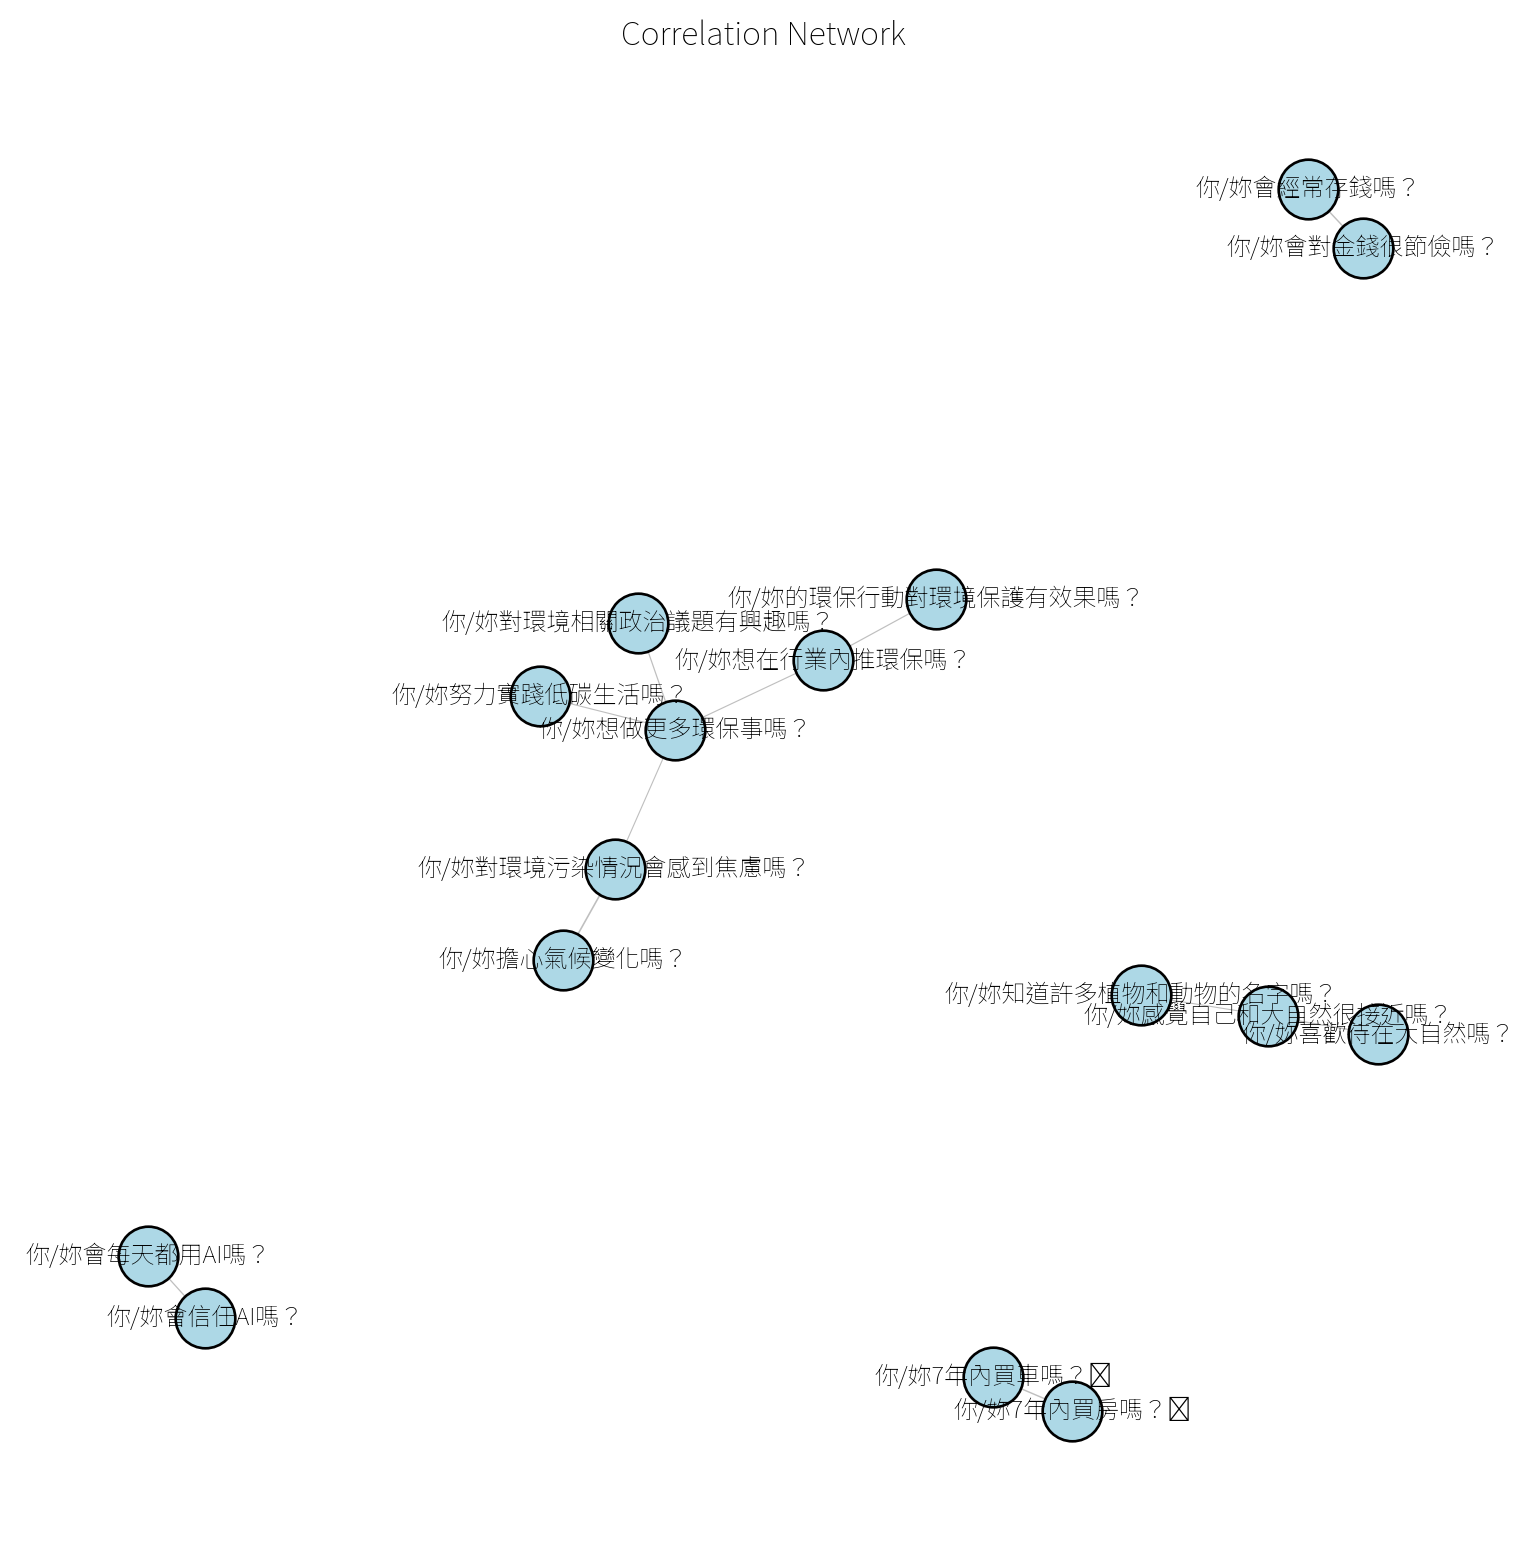 Correlation Network
你/妳會經常存錢嗎？
你/妳會對金錢很節儉嗎？
你/妳的環保行動對環境保護有效果嗎？
你/妳對環境相關政治議題有興趣嗎？
你/妳想在行業內推環保嗎？
你/妳努力實踐低碳生活嗎？
你/妳想做更多環保事嗎？
你/妳對環境污染情況會感到焦慮嗎？
你/妳擔心氣候變化嗎？
你/妳知道許多植物和動物的名字嗎？
你/妳感覺自己和大自然很接近嗎？
你/妳喜歡待在大自然嗎？
你/妳會每天都用AI嗎？
你/妳會信任AI嗎？
你/妳7年內買車嗎？
你/妳7年內買房嗎？